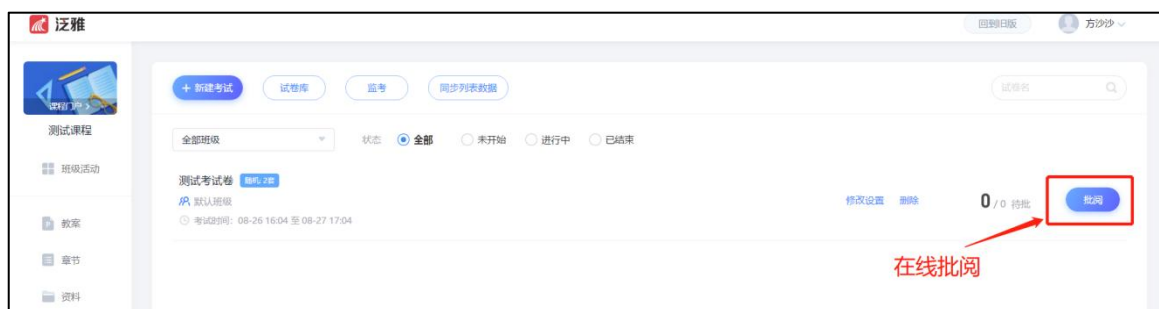 泛雅
回到旧版
方沙沙
课程门户 >
测试课程
班级活动
教案
章节
资料
+ 新建考试
试卷库
监考
同步列表数据
试卷名
全部班级
状态
全部
未开始
进行中
已结束
测试考试卷 随机: 2套
默认班级
考试时间：08-26 16:04 至 08-27 17:04
修改设置 删除
0 / 0 待批
批阅
在线批阅